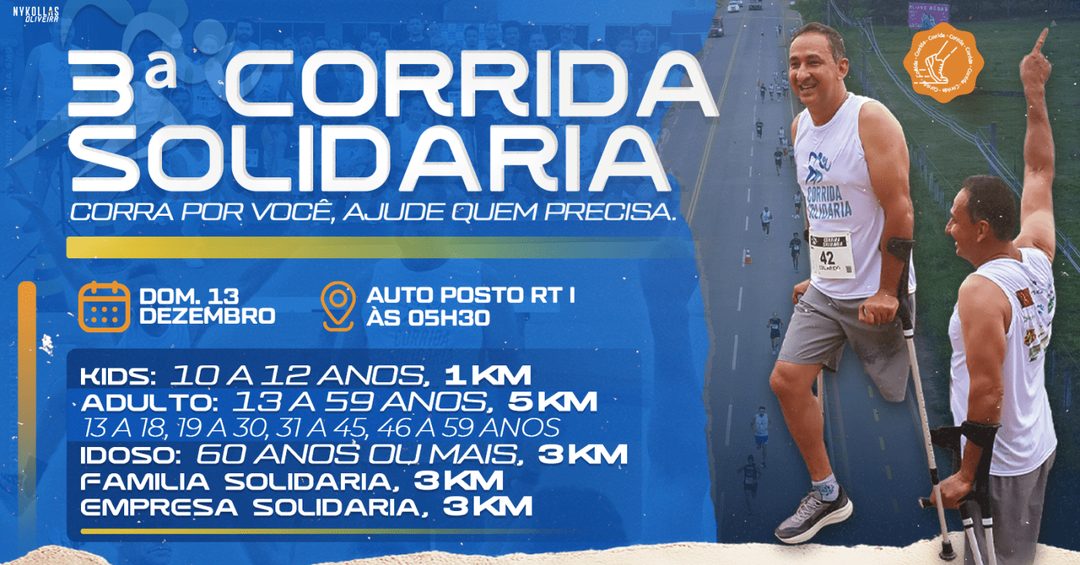 NYKOLLAS
OLIVEIRA
3ª CORRIDA
SOLIDARIA
CORRA POR VOCÊ, AJUDE QUEM PRECISA.
DOM. 13
DEZEMBRO
AUTO POSTO RT I
ÀS 05H30
KIDS: 10 A 12 ANOS, 1 KM
ADULTO: 13 A 59 ANOS, 5 KM
13 A 18, 19 A 30, 31 A 45, 46 A 59 ANOS
IDOSO: 60 ANOS OU MAIS, 3 KM
FAMILIA SOLIDARIA, 3 KM
EMPRESA SOLIDARIA, 3 KM
CORRIDA
SOLIDÁRIA
42